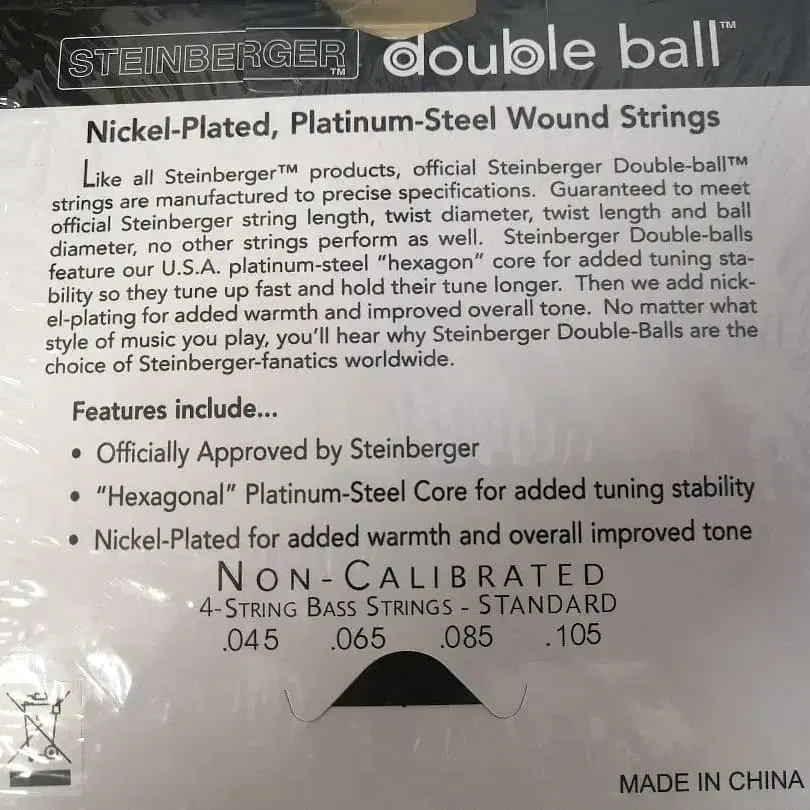 STEINBERGER™ double ball™
Nickel-Plated, Platinum-Steel Wound Strings
Like all Steinberger™ products, official Steinberger Double-ball™
strings are manufactured to precise specifications. Guaranteed to meet
official Steinberger string length, twist diameter, twist length and ball
diameter, no other strings perform as well. Steinberger Double-balls
feature our U.S.A. platinum-steel “hexagon” core for added tuning sta-
bility so they tune up fast and hold their tune longer. Then we add nick-
el-plating for added warmth and improved overall tone. No matter what
style of music you play, you’ll hear why Steinberger Double-Balls are the
choice of Steinberger-fanatics worldwide.
Features include...
• Officially Approved by Steinberger
• “Hexagonal” Platinum-Steel Core for added tuning stability
• Nickel-Plated for added warmth and overall improved tone
NON-CALIBRATED
4-STRING BASS STRINGS - STANDARD
.045 .065 .085 .105
MADE IN CHINA